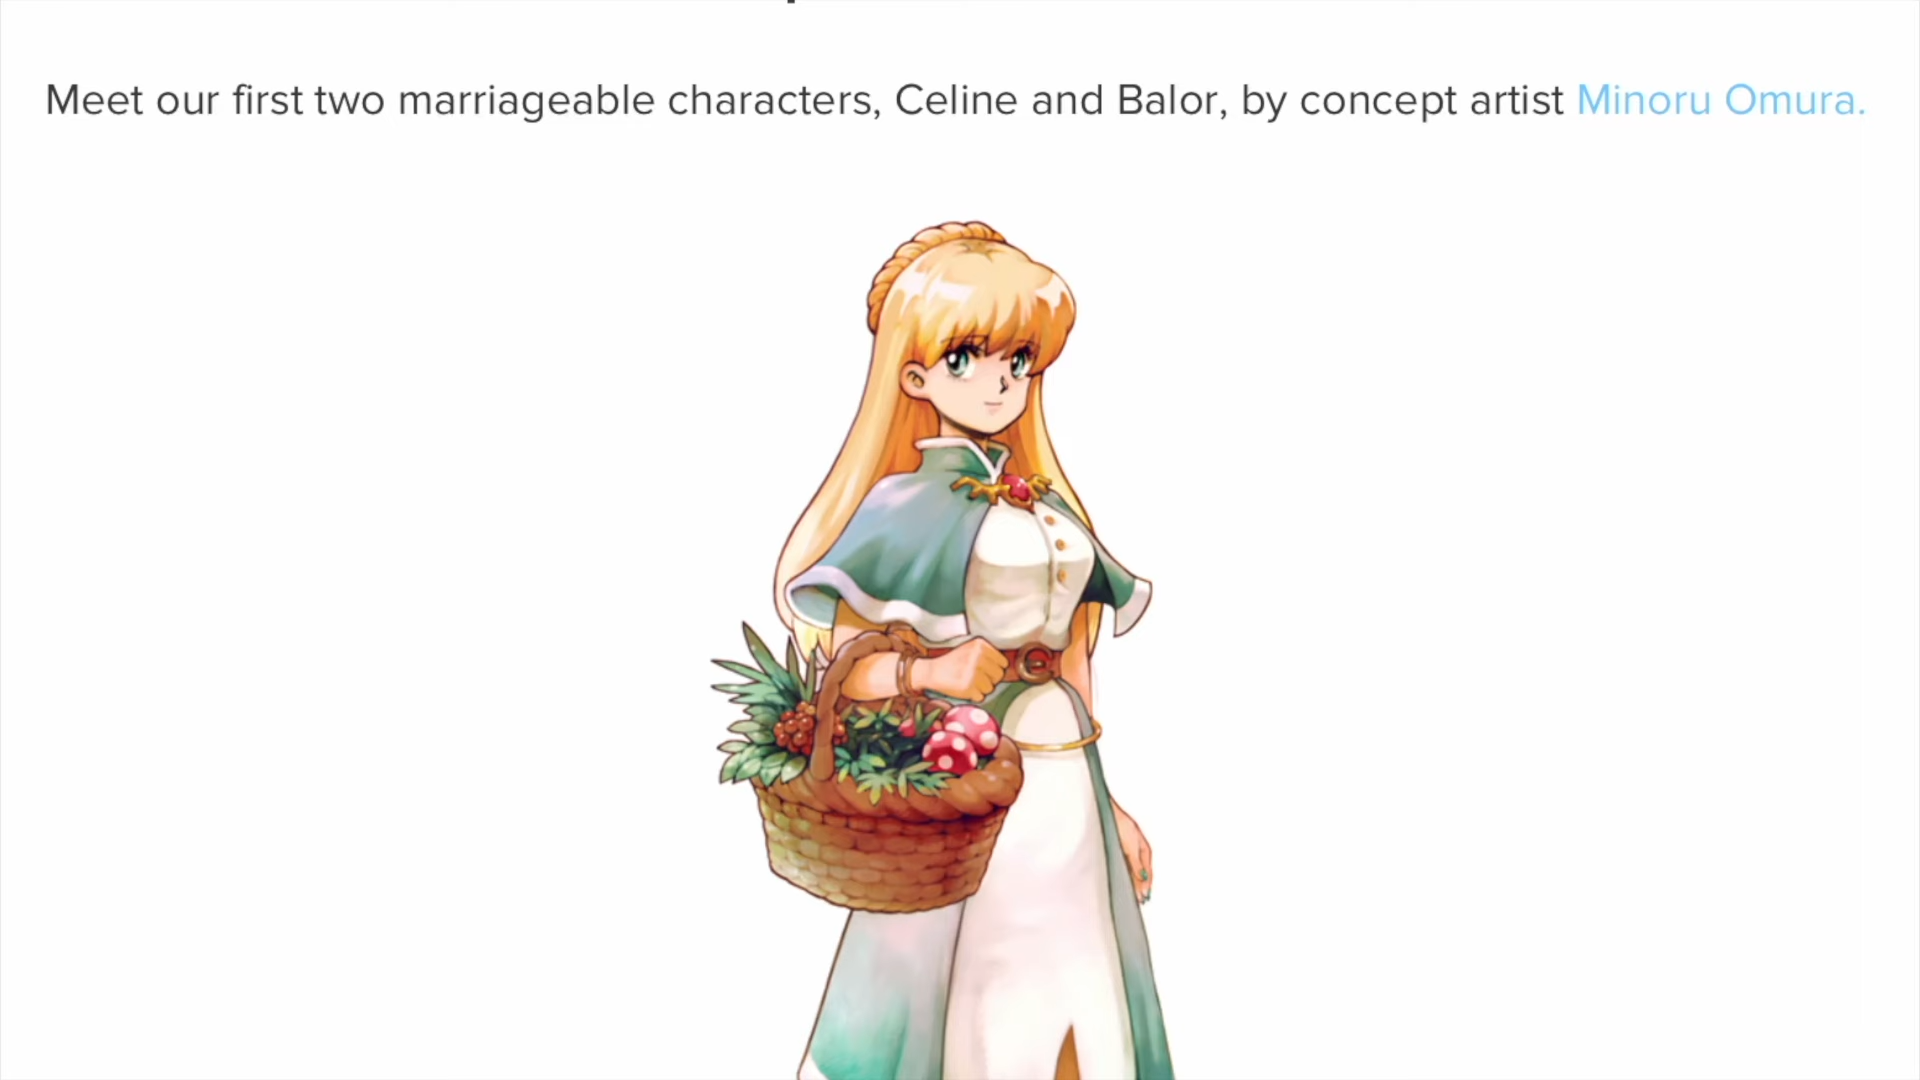 Meet our first two marriageable characters, Celine and Balor, by concept artist Minoru Omura.